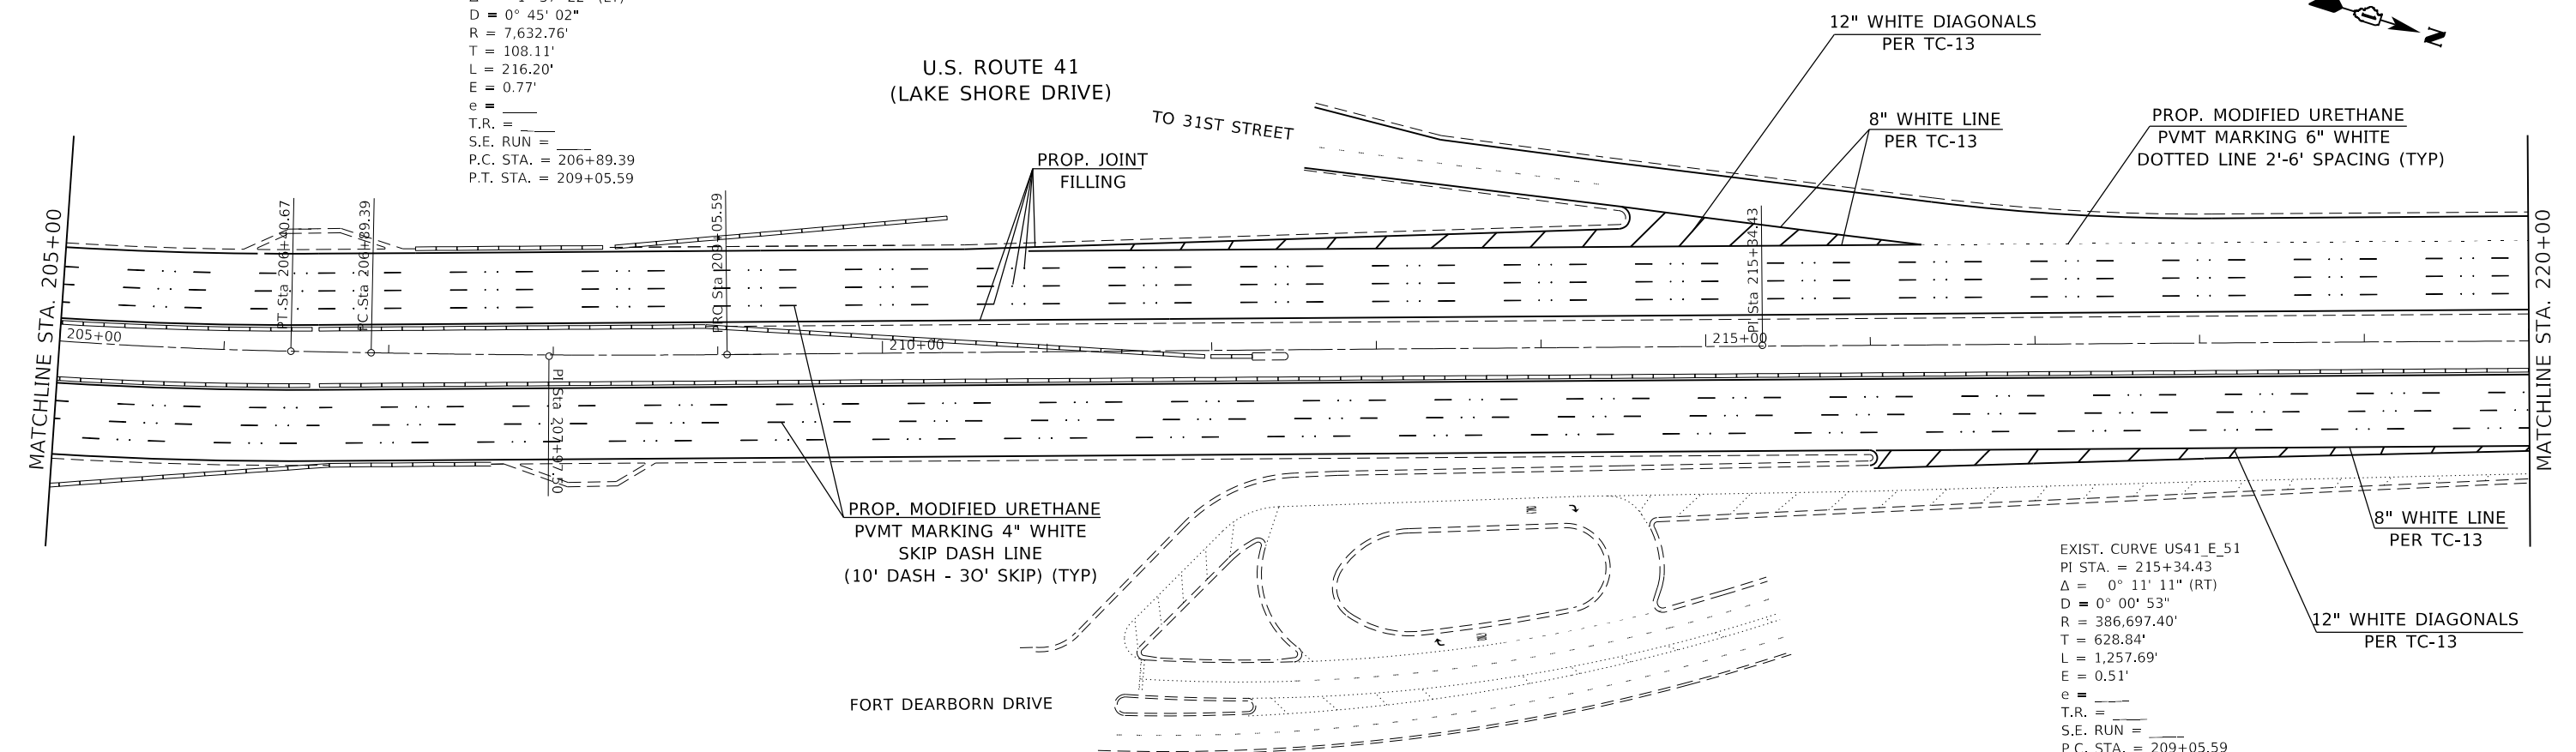 D = 0° 45' 02"
R = 7,632.76'
T = 108.11'
L = 216.20'
E = 0.77'
e = ____
T.R. = ____
S.E. RUN = ____
P.C. STA. = 206+89.39
P.T. STA. = 209+05.59
U.S. ROUTE 41
(LAKE SHORE DRIVE)
TO 31ST STREET
12" WHITE DIAGONALS
PER TC-13
N
8" WHITE LINE
PER TC-13
PROP. MODIFIED URETHANE
PVMT MARKING 6" WHITE
DOTTED LINE 2'-6' SPACING (TYP)
PROP. JOINT
FILLING
MATCHLINE STA. 205+00
PT Sta 206+40.67
PC Sta 206+89.39
PRC Sta 209+05.59
PI Sta 215+34.43
MATCHLINE STA. 220+00
205+00
210+00
215+00
PI Sta 207+97.50
PROP. MODIFIED URETHANE
PVMT MARKING 4" WHITE
SKIP DASH LINE
(10' DASH - 30' SKIP) (TYP)
8" WHITE LINE
PER TC-13
12" WHITE DIAGONALS
PER TC-13
FORT DEARBORN DRIVE
EXIST. CURVE US41_E_51
PI STA. = 215+34.43
Δ = 0° 11' 11" (RT)
D = 0° 00' 53"
R = 386,697.40'
T = 628.84'
L = 1,257.69'
E = 0.51'
e = ____
T.R. = ____
S.E. RUN = ____
P.C. STA. = 209+05.59